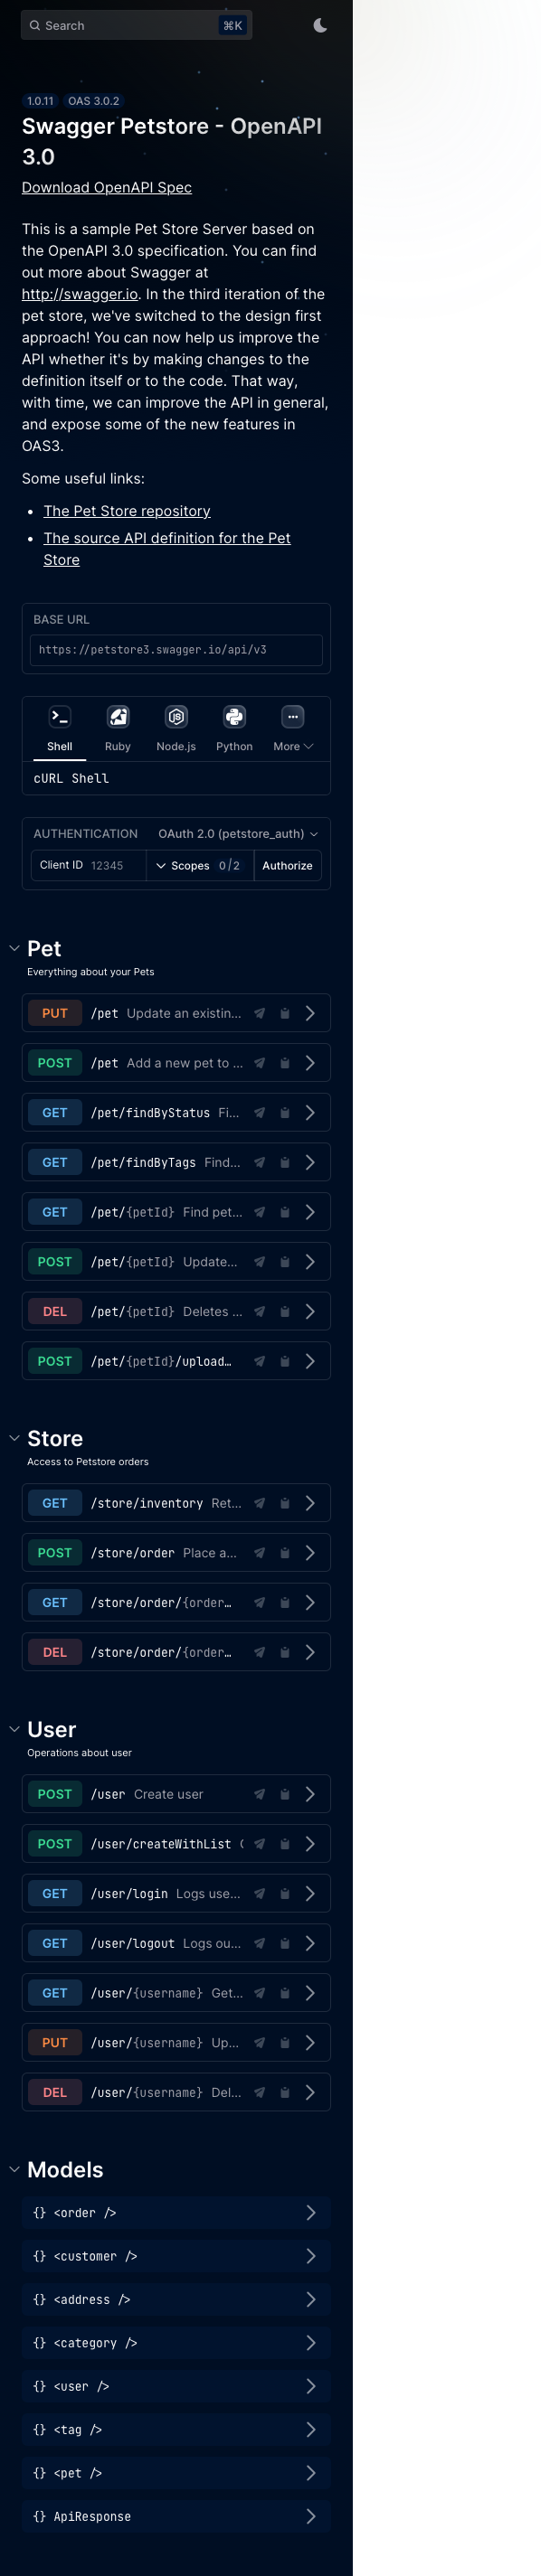 Search ⌘K
1.0.11 OAS 3.0.2
Swagger Petstore - OpenAPI
3.0
Download OpenAPI Spec
This is a sample Pet Store Server based on
the OpenAPI 3.0 specification. You can find
out more about Swagger at
http://swagger.io. In the third iteration of the
pet store, we've switched to the design first
approach! You can now help us improve the
API whether it's by making changes to the
definition itself or to the code. That way,
with time, we can improve the API in general,
and expose some of the new features in
OAS3.
Some useful links:
• The Pet Store repository
• The source API definition for the Pet
Store
BASE URL
https://petstore3.swagger.io/api/v3
Shell Ruby Node.js Python More
cURL Shell
AUTHENTICATION OAuth 2.0 (petstore_auth)
Client ID 12345 Scopes 0/2 Authorize
Pet
Everything about your Pets
PUT /pet Update an existin...
POST /pet Add a new pet to ...
GET /pet/findByStatus Fi...
GET /pet/findByTags Find...
GET /pet/{petId} Find pet...
POST /pet/{petId} Update...
DEL /pet/{petId} Deletes ...
POST /pet/{petId}/upload…
Store
Access to Petstore orders
GET /store/inventory Ret...
POST /store/order Place a...
GET /store/order/{order…
DEL /store/order/{order…
User
Operations about user
POST /user Create user
POST /user/createWithList
GET /user/login Logs use...
GET /user/logout Logs ou...
GET /user/{username} Get...
PUT /user/{username} Up...
DEL /user/{username} Del...
Models
{} <order />
{} <customer />
{} <address />
{} <category />
{} <user />
{} <tag />
{} <pet />
{} ApiResponse